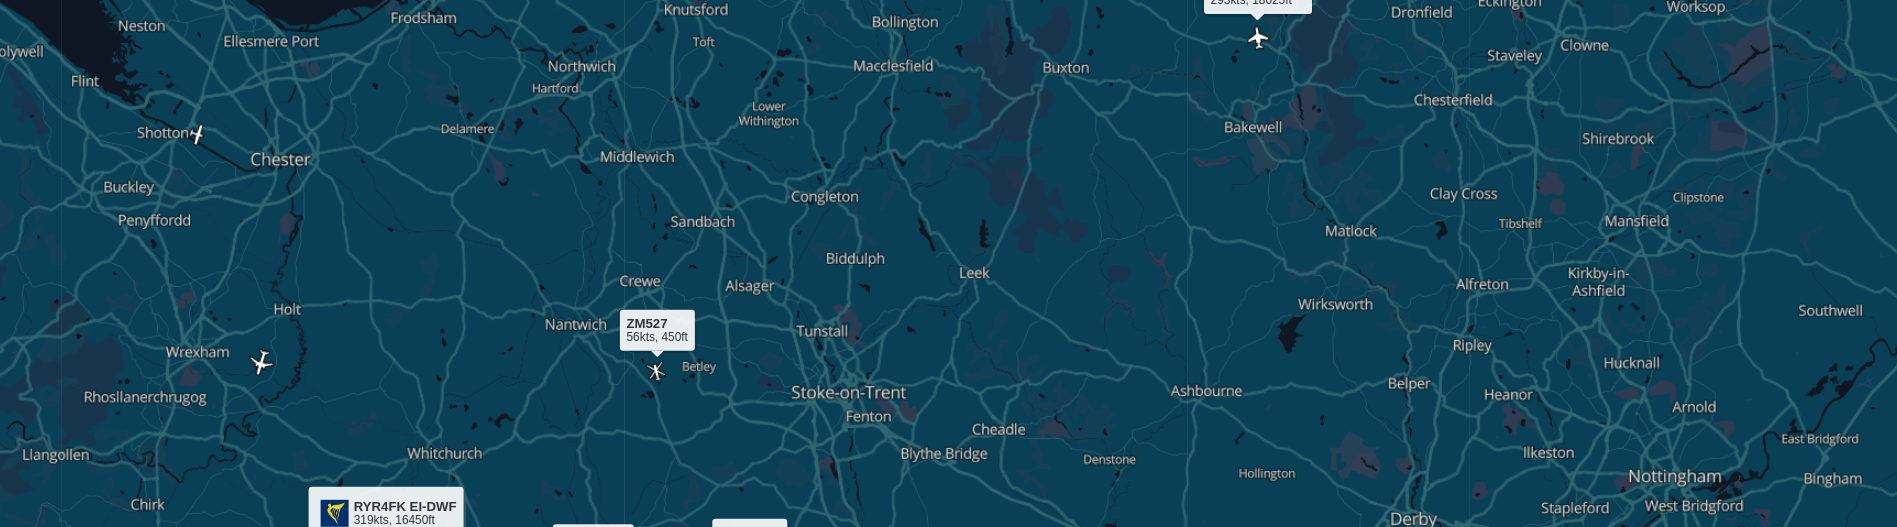 293kts, 18025ft
Eckington
Worksop
Knutsford
Dronfield
Frodsham
Bollington
Neston
Toft
Ellesmere Port
Clowne
olywell
Staveley
Northwich
Macclesfield
Buxton
Flint
Hartford
Chesterfield
Lower
Withington
Bakewell
Delamere
Shotton
Shirebrook
Chester
Middlewich
Buckley
Clay Cross
Congleton
Clipstone
Penyffordd
Sandbach
Tibshelf
Mansfield
Matlock
Biddulph
Leek
Kirkby-in-
Ashfield
Crewe
Alsager
Alfreton
Wirksworth
Holt
Southwell
Nantwich
ZM527
56kts, 450ft
Tunstall
Ripley
Wrexham
Hucknall
Betley
Belper
Ashbourne
Stoke-on-Trent
Heanor
Rhosllanerchrugog
Arnold
Fenton
Cheadle
East Bridgford
Whitchurch
Blythe Bridge
Ilkeston
Llangollen
Denstone
Hollington
Nottingham
Bingham
Chirk
RYR4FK EI-DWF
319kts, 16450ft
West Bridgford
Stapleford
Derby